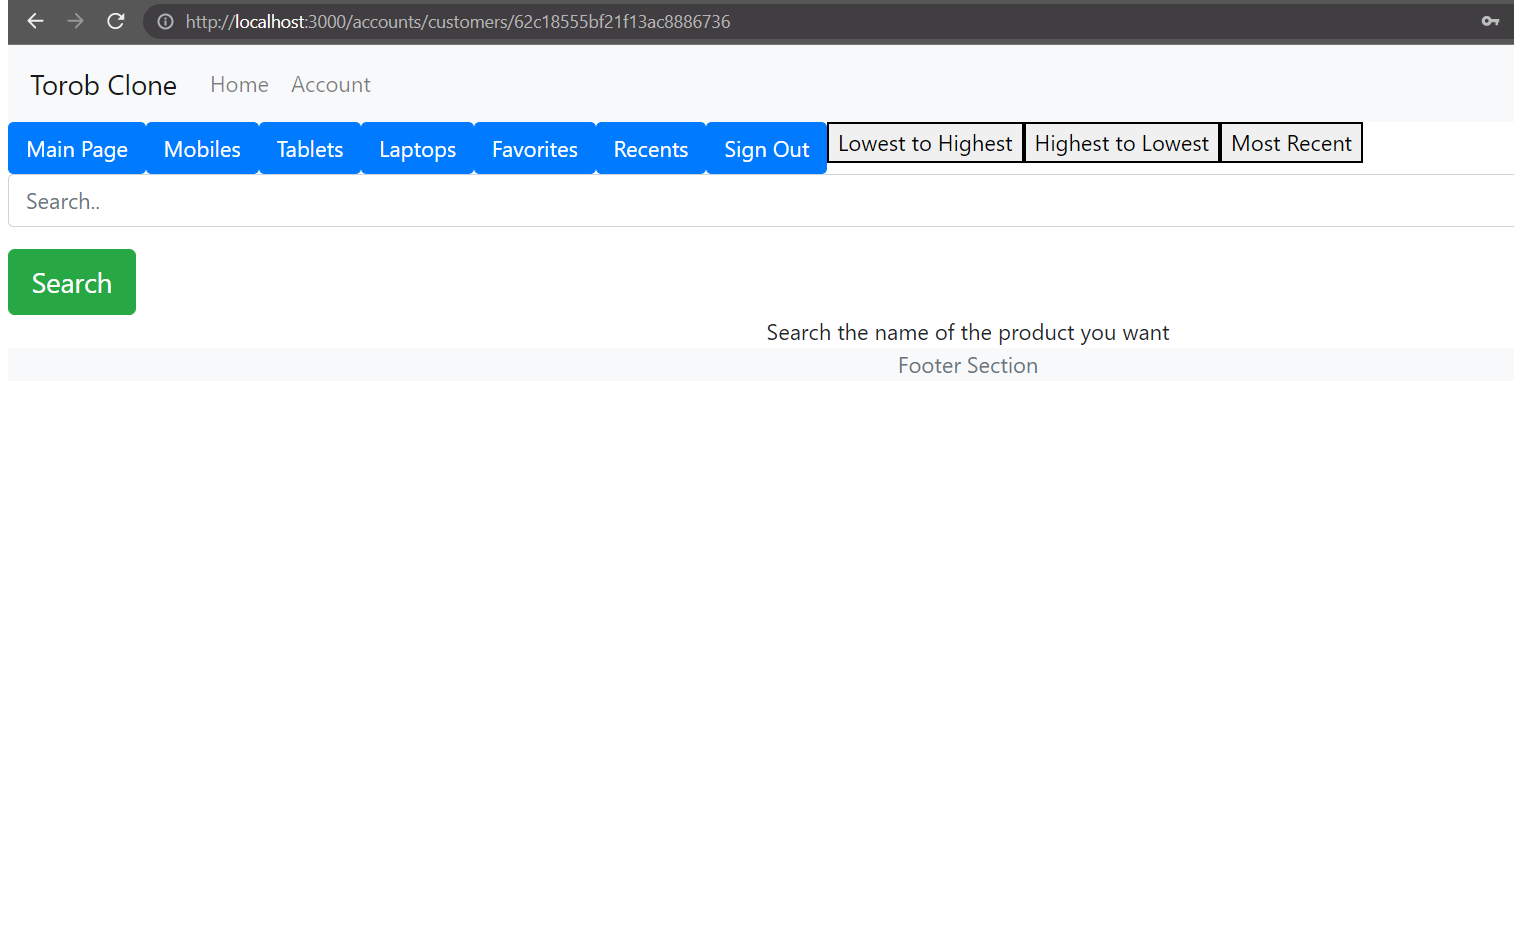 http://localhost:3000/accounts/customers/62c18555bf21f13ac8886736
Torob Clone Home Account
Main Page Mobiles Tablets Laptops Favorites Recents Sign Out Lowest to Highest Highest to Lowest Most Recent
Search..
Search
Search the name of the product you want
Footer Section